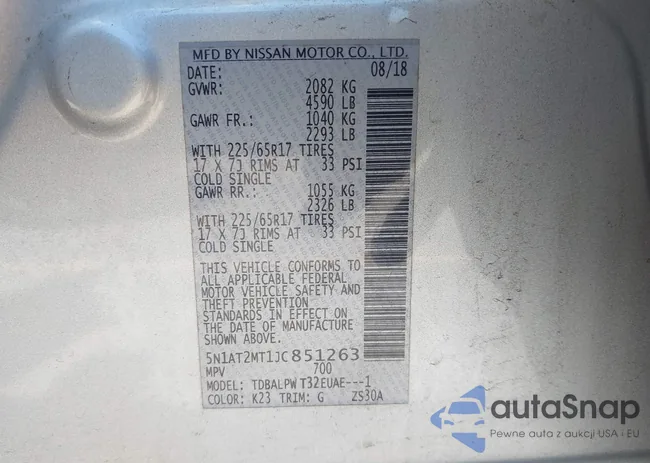 MFD BY NISSAN MOTOR CO., LTD.
DATE: 08/18
GVWR: 2082 KG
4590 LB
GAWR FR.: 1040 KG
2293 LB
WITH 225/65R17 TIRES
17 X 7J RIMS AT 33 PSI
COLD SINGLE
GAWR RR.: 1055 KG
2326 LB
WITH 225/65R17 TIRES
17 X 7J RIMS AT 33 PSI
COLD SINGLE
THIS VEHICLE CONFORMS TO
ALL APPLICABLE FEDERAL
MOTOR VEHICLE SAFETY AND
THEFT PREVENTION
STANDARDS IN EFFECT ON
THE DATE OF MANUFACTURE
SHOWN ABOVE.
5N1AT2MT1JC851263
MPV 700
MODEL: TDBALPW T32EUAE---1
COLOR: K23 TRIM: G ZS30A
autaSnap
Pewne auta z aukcji USA i EU